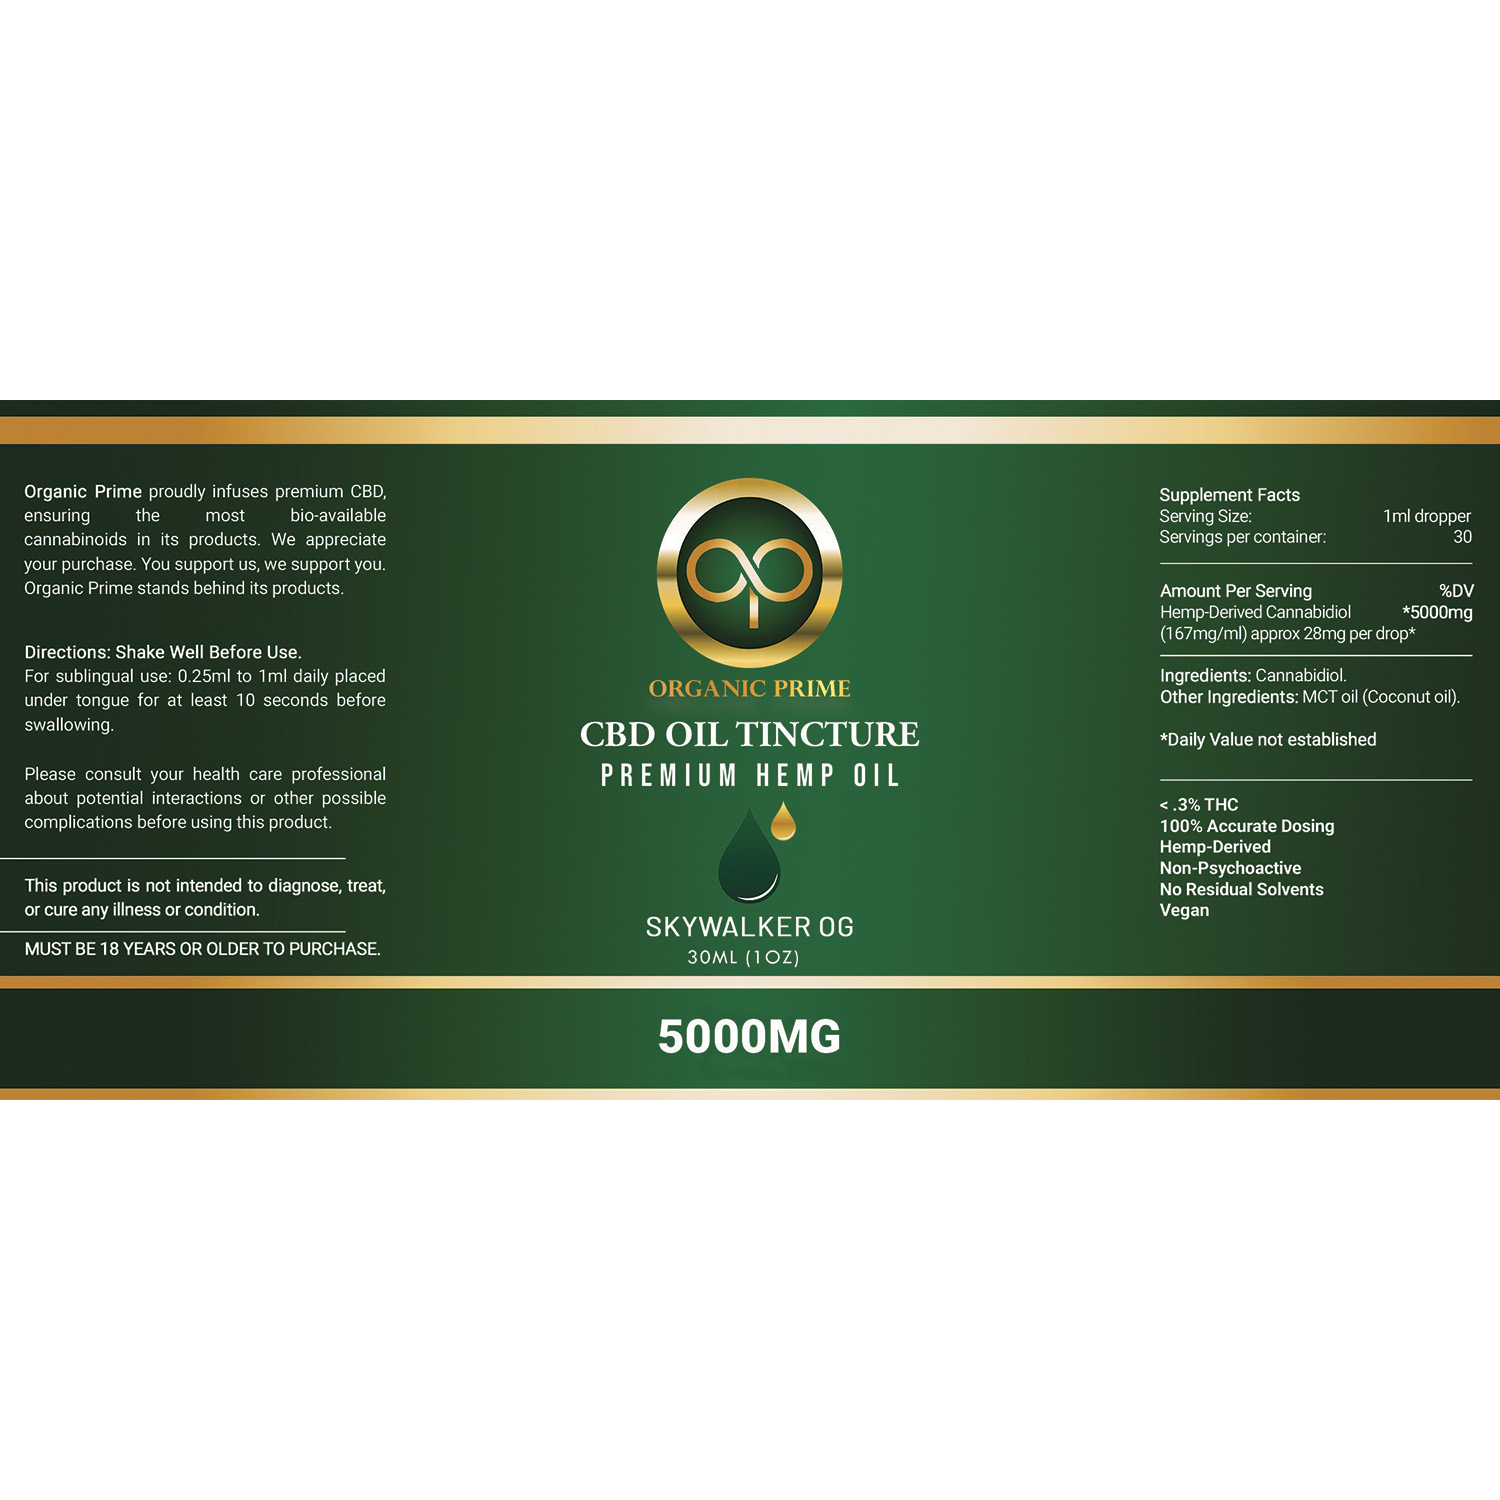 Organic Prime proudly infuses premium CBD,
ensuring the most bio-available
cannabinoids in its products. We appreciate
your purchase. You support us, we support you.
Organic Prime stands behind its products.
Directions: Shake Well Before Use.
For sublingual use: 0.25ml to 1ml daily placed
under tongue for at least 10 seconds before
swallowing.
Please consult your health care professional
about potential interactions or other possible
complications before using this product.
This product is not intended to diagnose, treat,
or cure any illness or condition.
MUST BE 18 YEARS OR OLDER TO PURCHASE.
ORGANIC PRIME
CBD OIL TINCTURE
PREMIUM HEMP OIL
SKYWALKER OG
30ML (1OZ)
5000MG
Supplement Facts
Serving Size: 1ml dropper
Servings per container: 30
Amount Per Serving %DV
Hemp-Derived Cannabidiol *5000mg
(167mg/ml) approx 28mg per drop*
Ingredients: Cannabidiol.
Other Ingredients: MCT oil (Coconut oil).
*Daily Value not established
< .3% THC
100% Accurate Dosing
Hemp-Derived
Non-Psychoactive
No Residual Solvents
Vegan